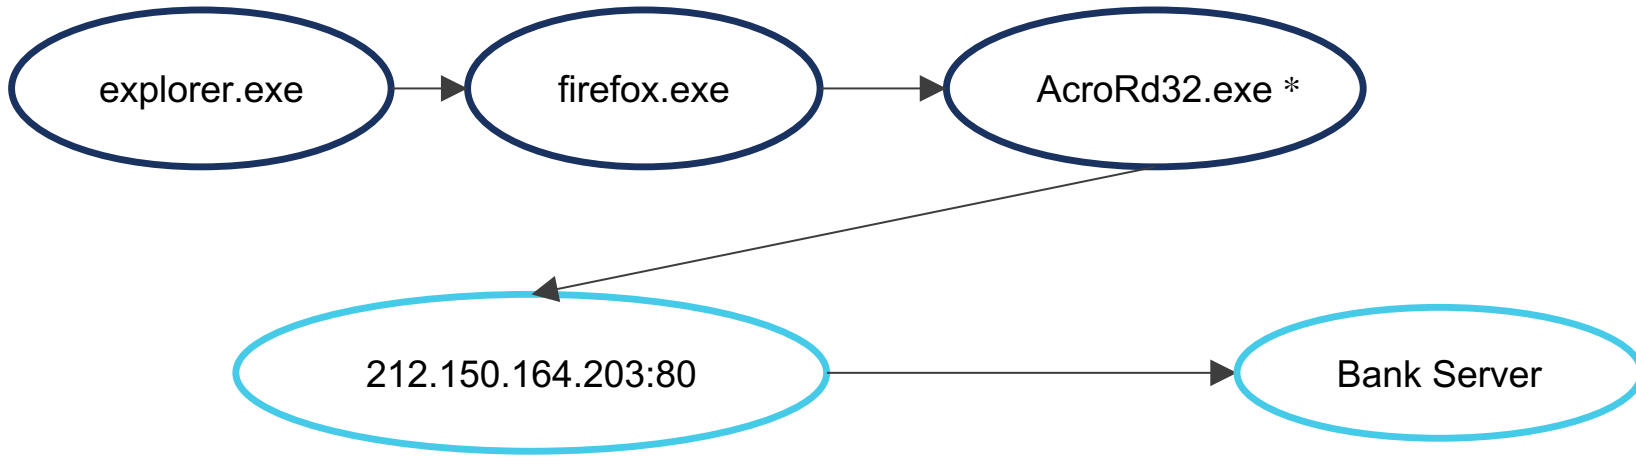 explorer.exe
firefox.exe
AcroRd32.exe *
212.150.164.203:80
Bank Server